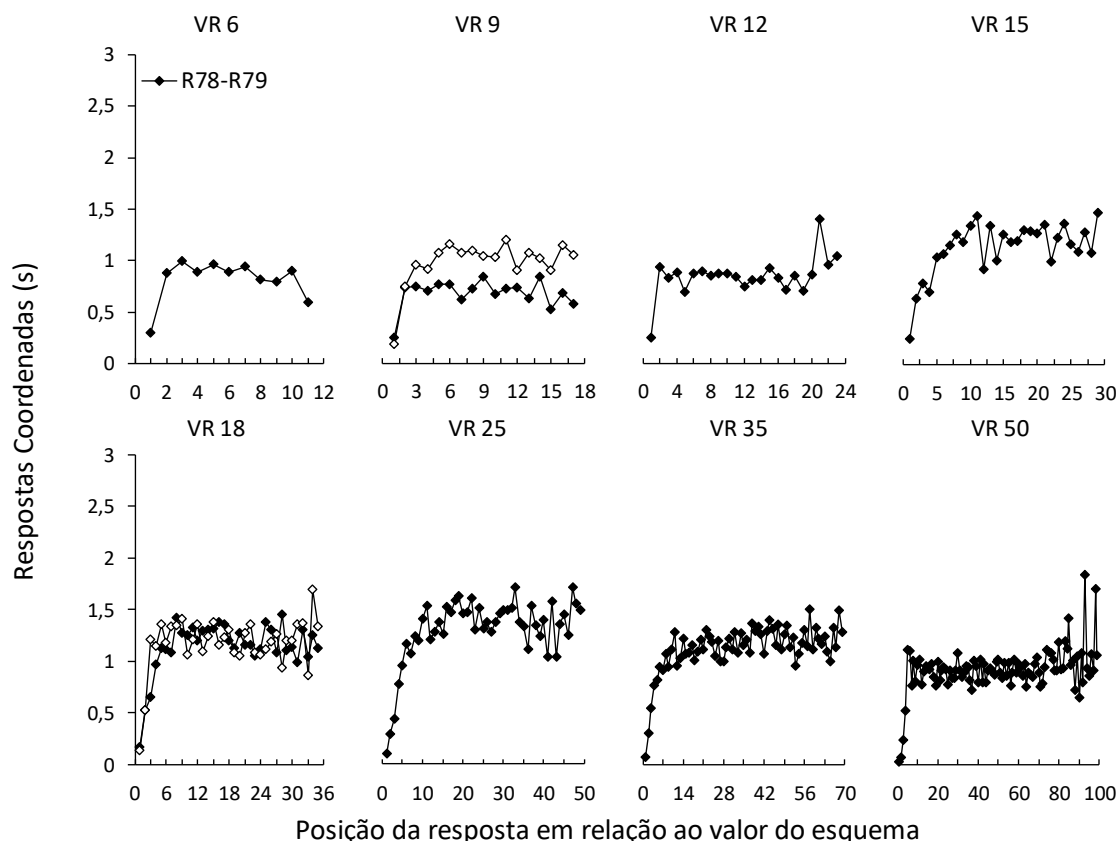 VR 6 VR 9 VR 12 VR 15
3
2,5
2
1,5
1
0,5
0
R78-R79
0 2 4 6 8 10 12
0 3 6 9 12 15 18
0 4 8 12 16 20 24
0 5 10 15 20 25 30
Respostas Coordenadas (s)
VR 18 VR 25 VR 35 VR 50
3
2,5
2
1,5
1
0,5
0
0 6 12 18 24 30 36
0 10 20 30 40 50
0 14 28 42 56 70
0 20 40 60 80 100
Posição da resposta em relação ao valor do esquema